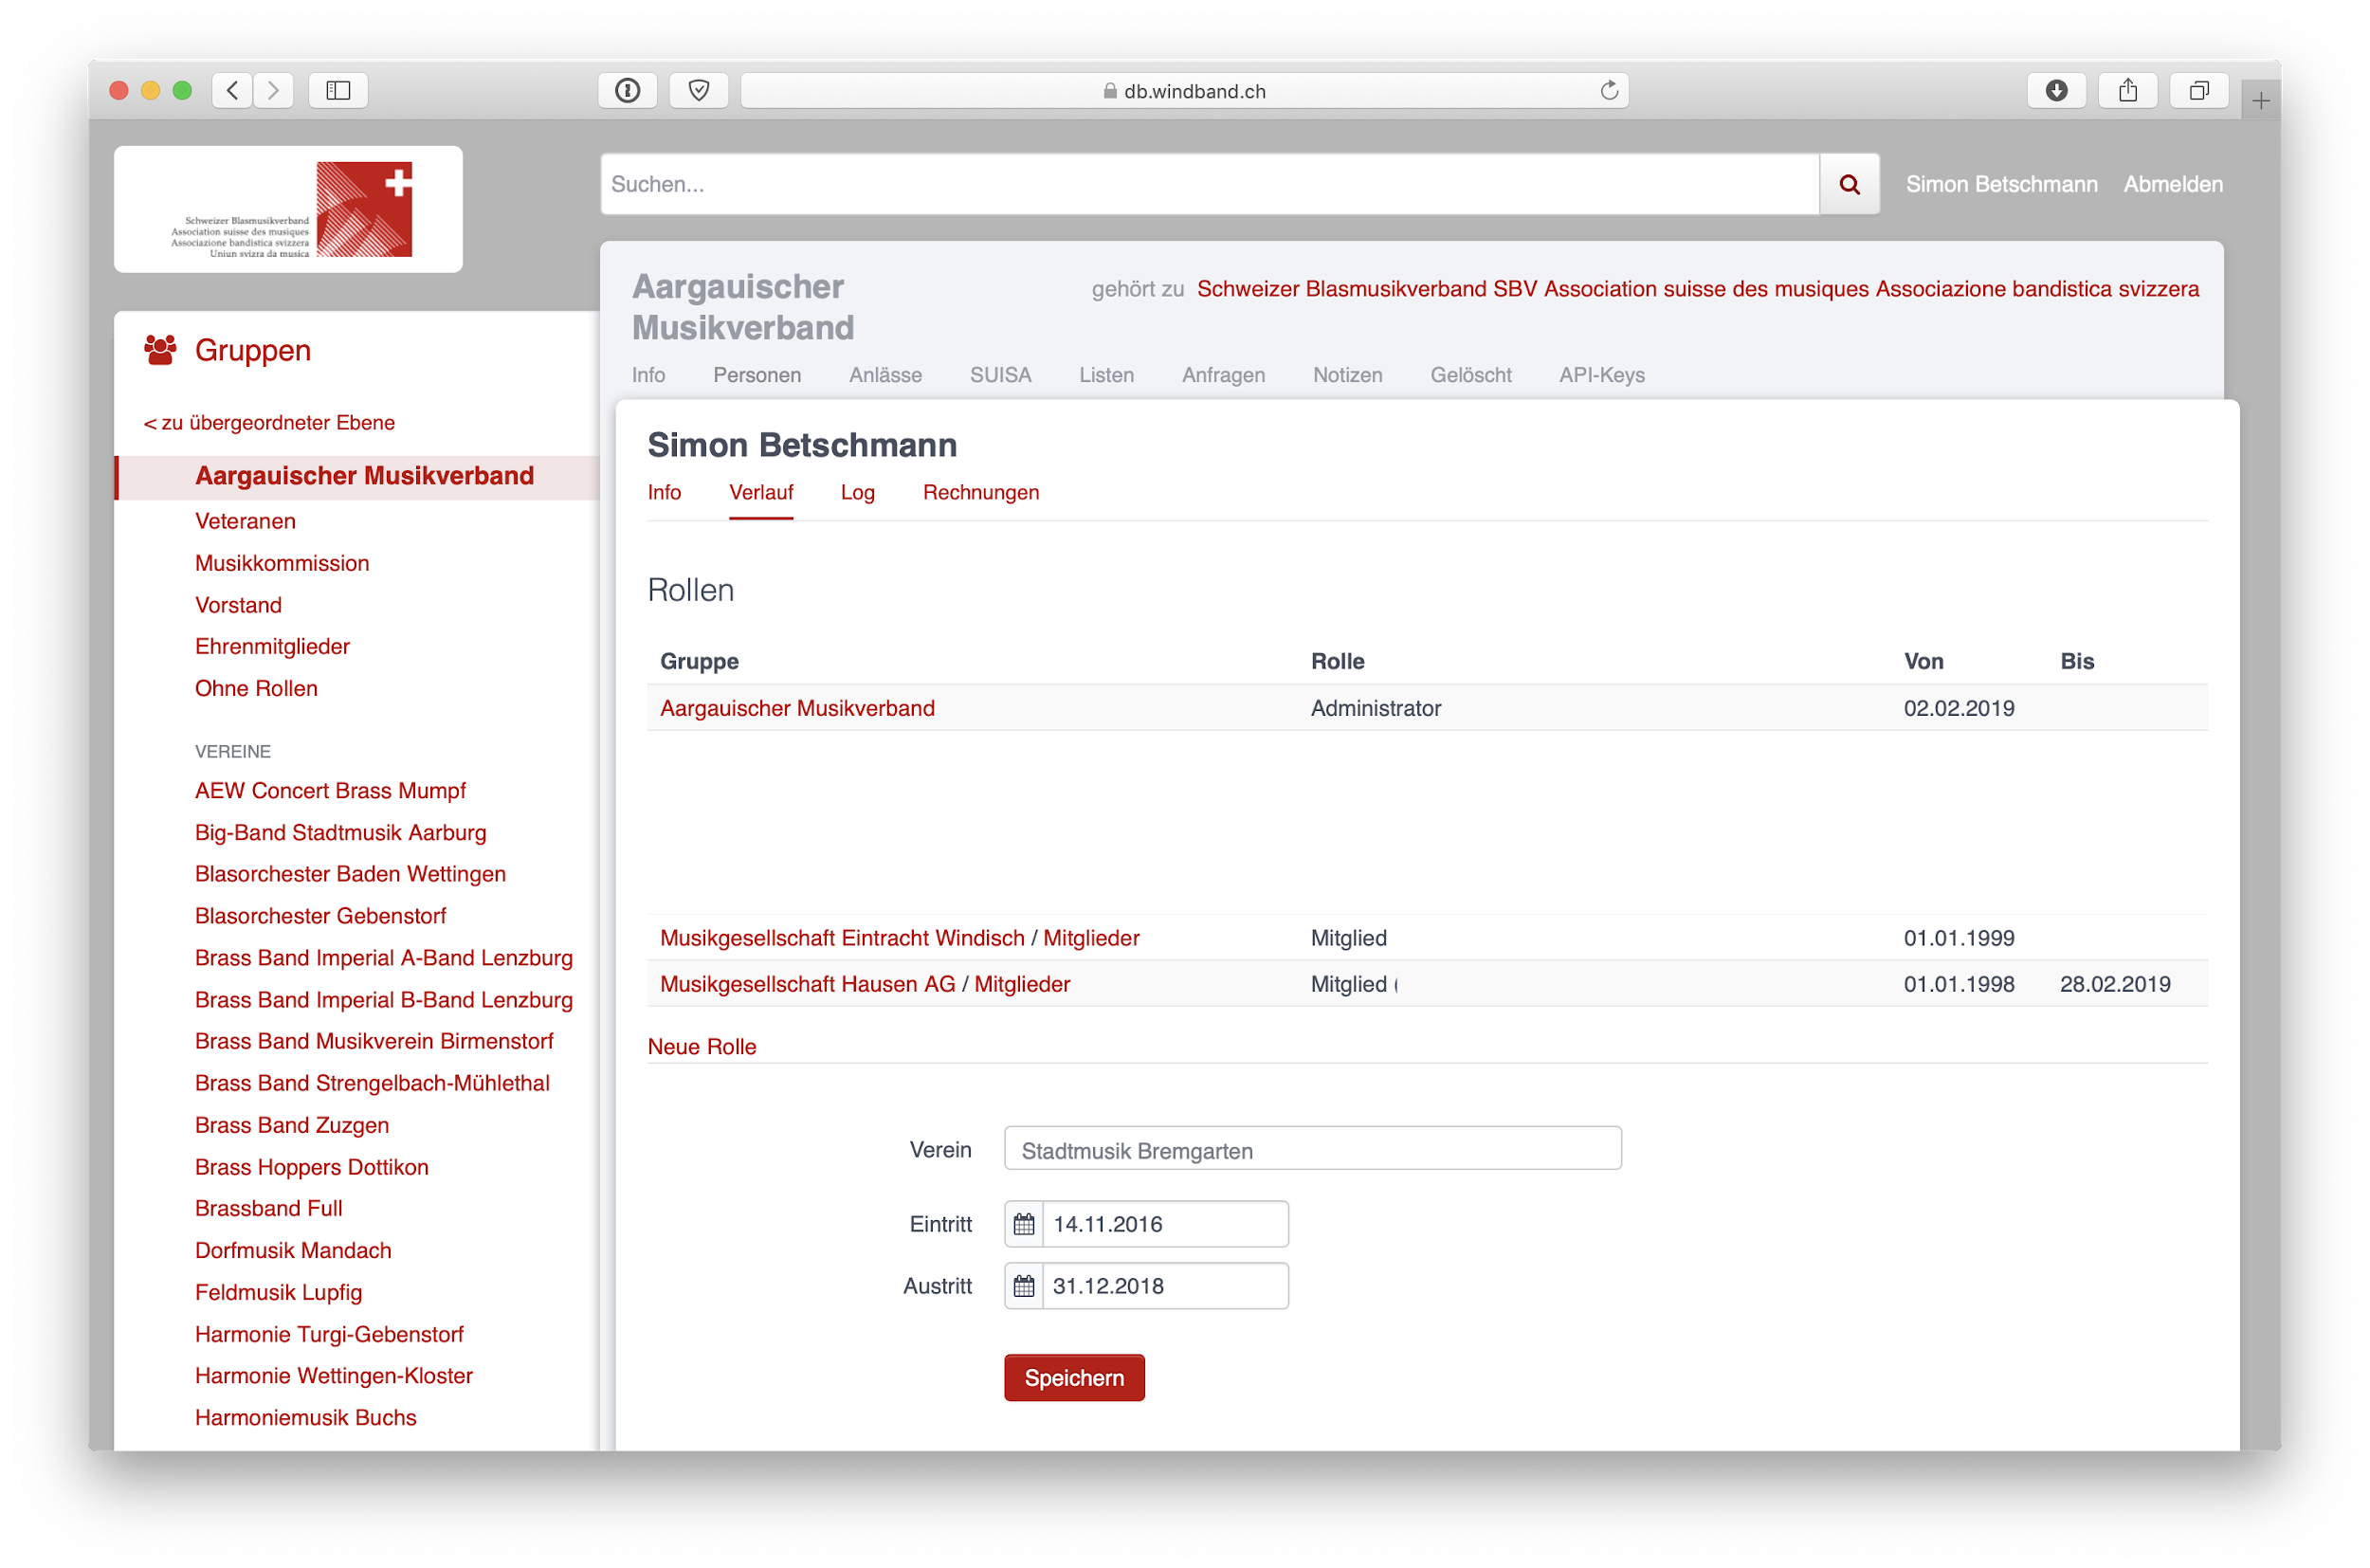 db.windband.ch
Schweizer Blasmusikverband
Association suisse des musiques
Associazione bandistica svizzera
Uniun svizra da musica
Suchen...
Simon Betschmann
Abmelden
Gruppen
< zu übergeordneter Ebene
Aargauischer Musikverband
Veteranen
Musikkommission
Vorstand
Ehrenmitglieder
Ohne Rollen
VEREINE
AEW Concert Brass Mumpf
Big-Band Stadtmusik Aarburg
Blasorchester Baden Wettingen
Blasorchester Gebenstorf
Brass Band Imperial A-Band Lenzburg
Brass Band Imperial B-Band Lenzburg
Brass Band Musikverein Birmenstorf
Brass Band Strengelbach-Mühlethal
Brass Band Zuzgen
Brass Hoppers Dottikon
Brassband Full
Dorfmusik Mandach
Feldmusik Lupfig
Harmonie Turgi-Gebenstorf
Harmonie Wettingen-Kloster
Harmoniemusik Buchs
Aargauischer
Musikverband
gehört zu Schweizer Blasmusikverband SBV Association suisse des musiques Associazione bandistica svizzera
Info Personen Anlässe SUISA Listen Anfragen Notizen Gelöscht API-Keys
Simon Betschmann
Info Verlauf Log Rechnungen
Rollen
Gruppe Rolle Von Bis
Aargauischer Musikverband Administrator 02.02.2019
Musikgesellschaft Eintracht Windisch / Mitglieder Mitglied 01.01.1999
Musikgesellschaft Hausen AG / Mitglieder Mitglied ( 01.01.1998 28.02.2019
Neue Rolle
Verein Stadtmusik Bremgarten
Eintritt 14.11.2016
Austritt 31.12.2018
Speichern